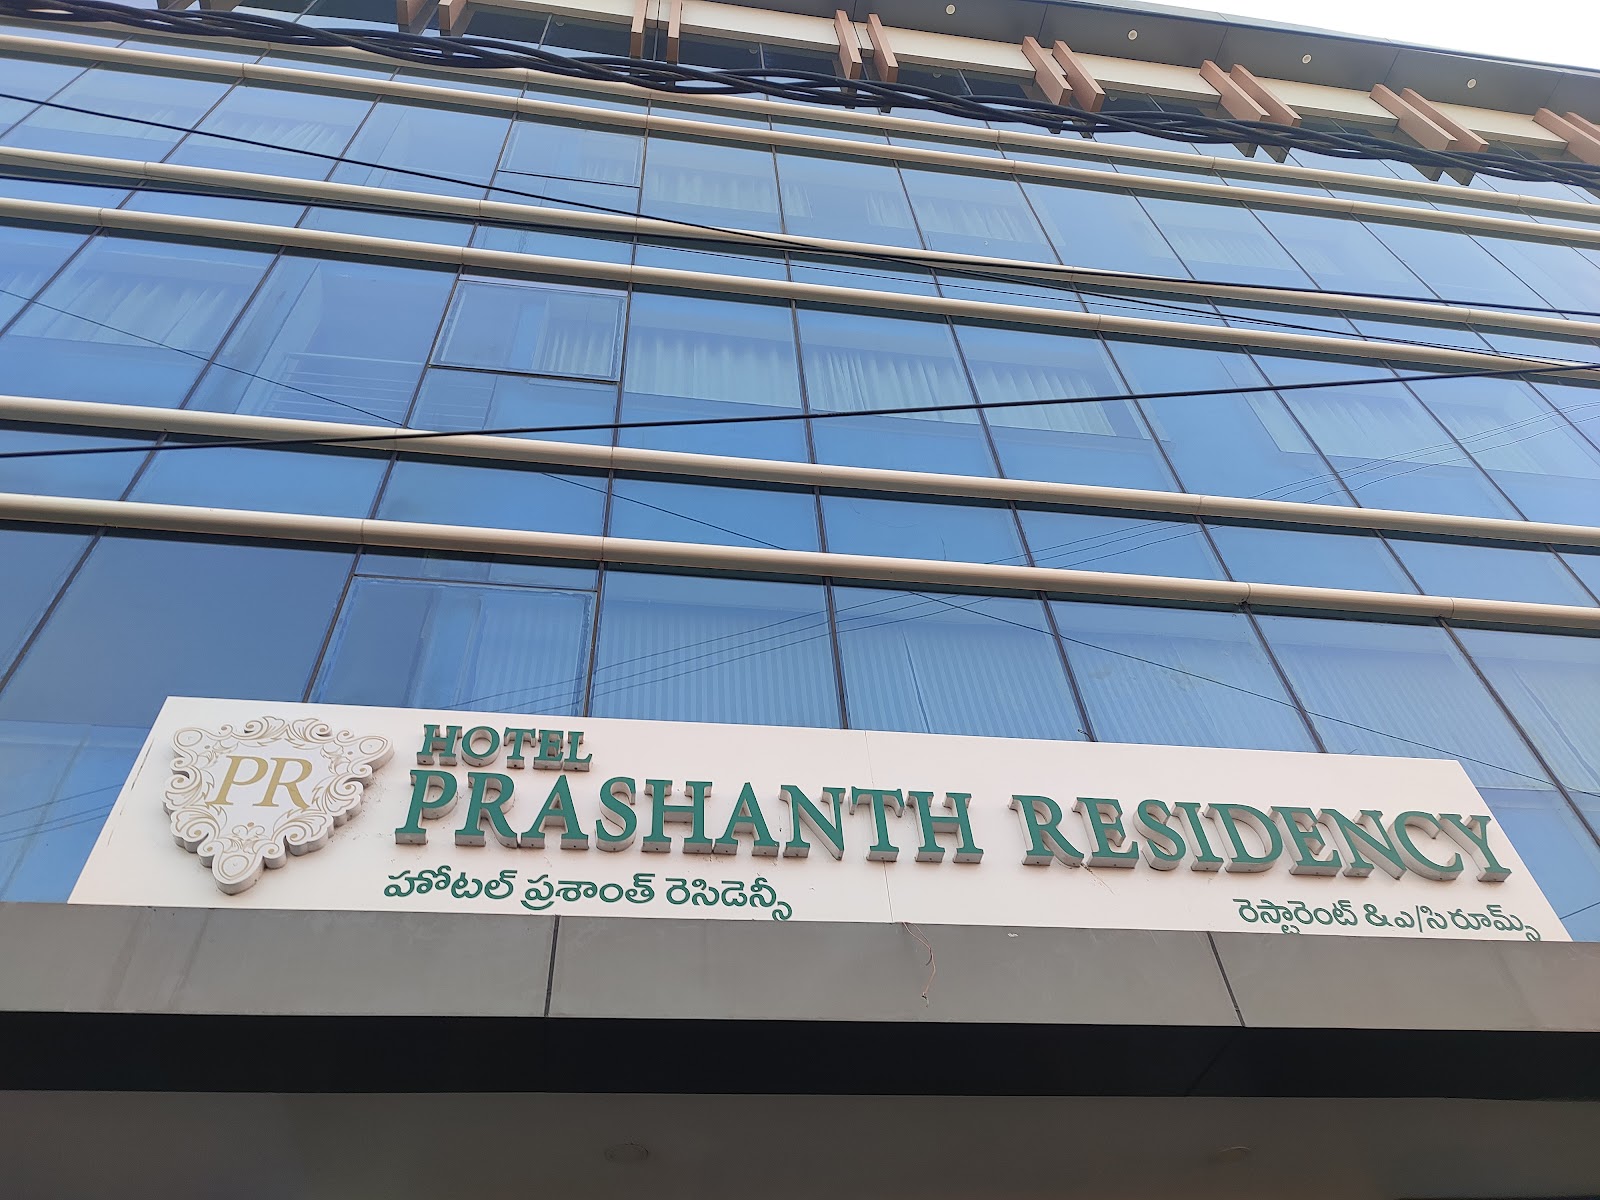 PR
HOTEL
PRASHANTH RESIDENCY
హోటల్ ప్రశాంత్ రెసిడెన్సీ
రెస్టారెంట్ & ఎ/సి రూమ్స్